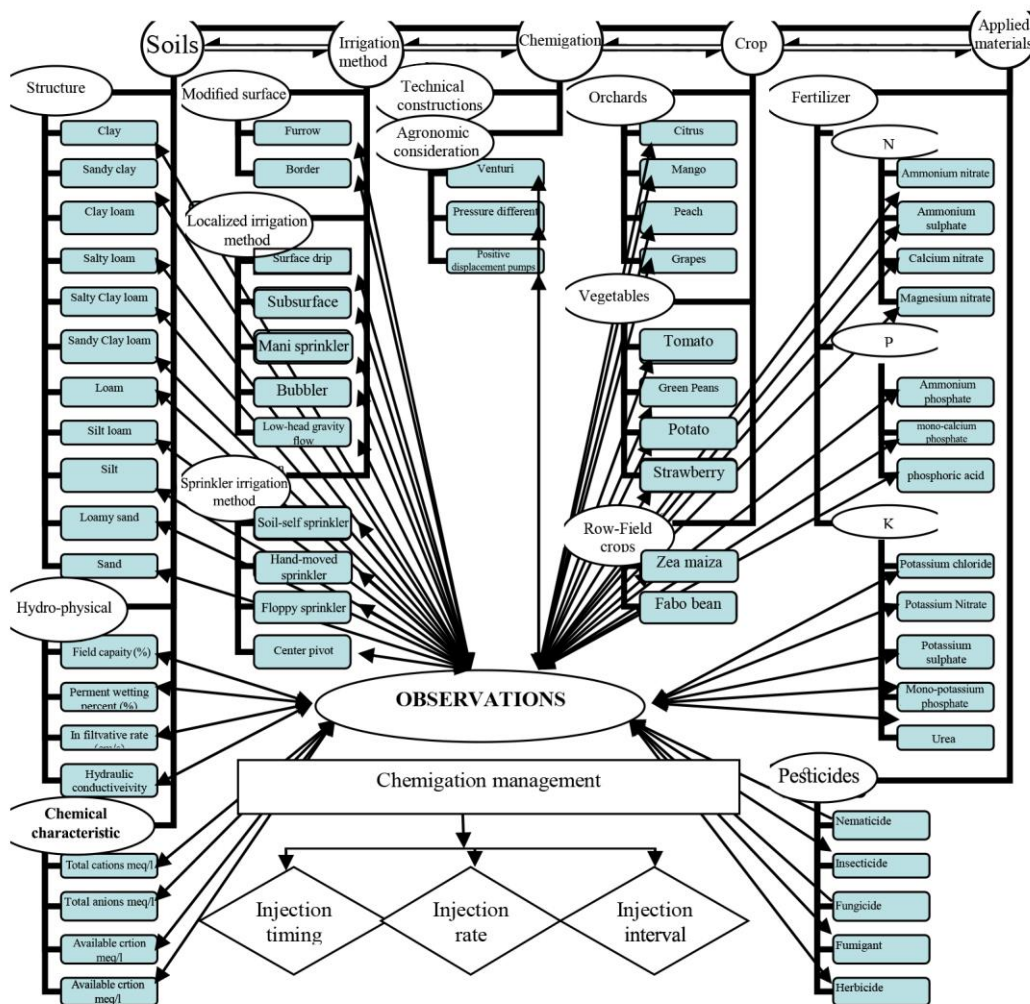 Soils
Irrigation
method
Chemigation
Crop
Applied
materials
Structure
Clay
Sandy clay
Clay loam
Salty loam
Salty Clay loam
Sandy Clay loam
Loam
Silt loam
Silt
Loamy sand
Sand
Hydro-physical
Field capaity (%)
Perment wetting
percent (%)
In filtvative rate
Hydraulic
conductiveivity
Chemical
characteristic
Total cations meq/l
Total anions meq/l
Available crtion
meq/l
Available crtion
meq/l
Modified surface
Furrow
Border
Localized irrigation
method
Surface drip
Subsurface
Mani sprinkler
Bubbler
Low-head gravity
flow
Sprinkler irrigation
method
Soil-self sprinkler
Hand-moved
sprinkler
Floppy sprinkler
Center pivot
Technical
constructions
Agronomic
consideration
Venturi
Pressure different
Positive
displacement pumps
Orchards
Citrus
Mango
Peach
Grapes
Vegetables
Tomato
Green Peans
Potato
Strawberry
Row-Field
crops
Zea maiza
Fabo bean
Fertilizer
N
Ammonium nitrate
Ammonium
sulphate
Calcium nitrate
Magnesium nitrate
P
Ammonium
phosphate
mono-calcium
phosphate
phosphoric acid
K
Potassium chloride
Potassium Nitrate
Potassium
sulphate
Mono-potassium
phosphate
Urea
Pesticides
Nematicide
Insecticide
Fungicide
Fumigant
Herbicide
OBSERVATIONS
Chemigation management
Injection
timing
Injection
rate
Injection
interval